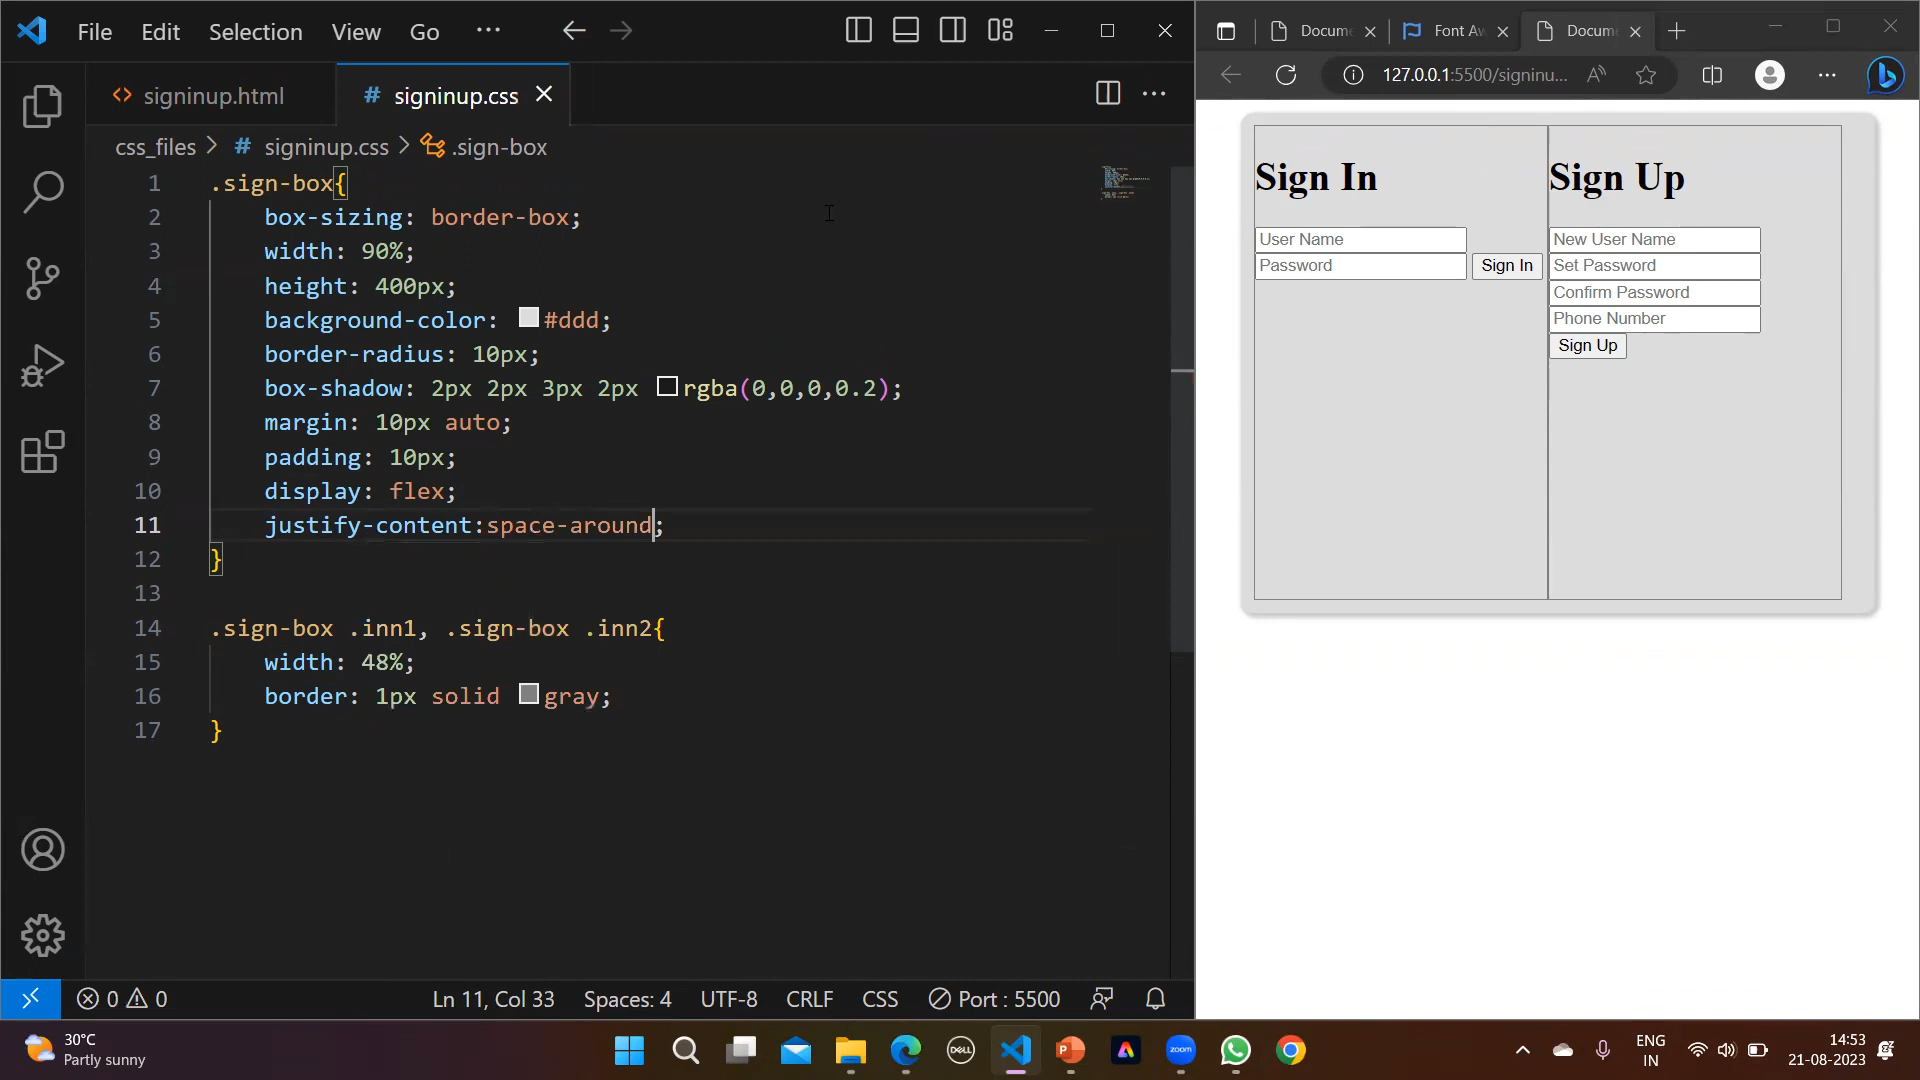 File Edit Selection View Go ...
signinup.html
# signinup.css
css_files > # signinup.css > .sign-box
1 .sign-box{
2 box-sizing: border-box;
3 width: 90%;
4 height: 400px;
5 background-color: #ddd;
6 border-radius: 10px;
7 box-shadow: 2px 2px 3px 2px rgba(0,0,0,0.2);
8 margin: 10px auto;
9 padding: 10px;
10 display: flex;
11 justify-content:space-around;
12 }
13
14 .sign-box .inn1, .sign-box .inn2{
15 width: 48%;
16 border: 1px solid gray;
17 }
0 0
Ln 11, Col 33 Spaces: 4 UTF-8 CRLF CSS Port : 5500
Docume
Font Aw
Docum
127.0.0.1:5500/signinu...
Sign In
User Name
Password
Sign In
Sign Up
New User Name
Set Password
Confirm Password
Phone Number
Sign Up
30°C
Partly sunny
DELL
zoom
ENG
IN
14:53
21-08-2023